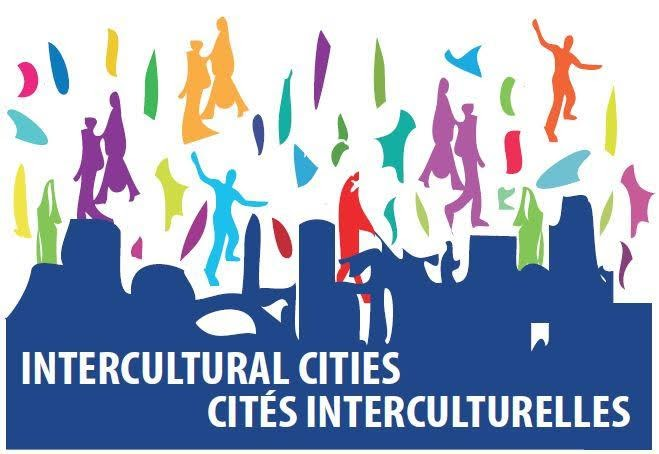 INTERCULTURAL CITIES
CITÉS INTERCULTURELLES